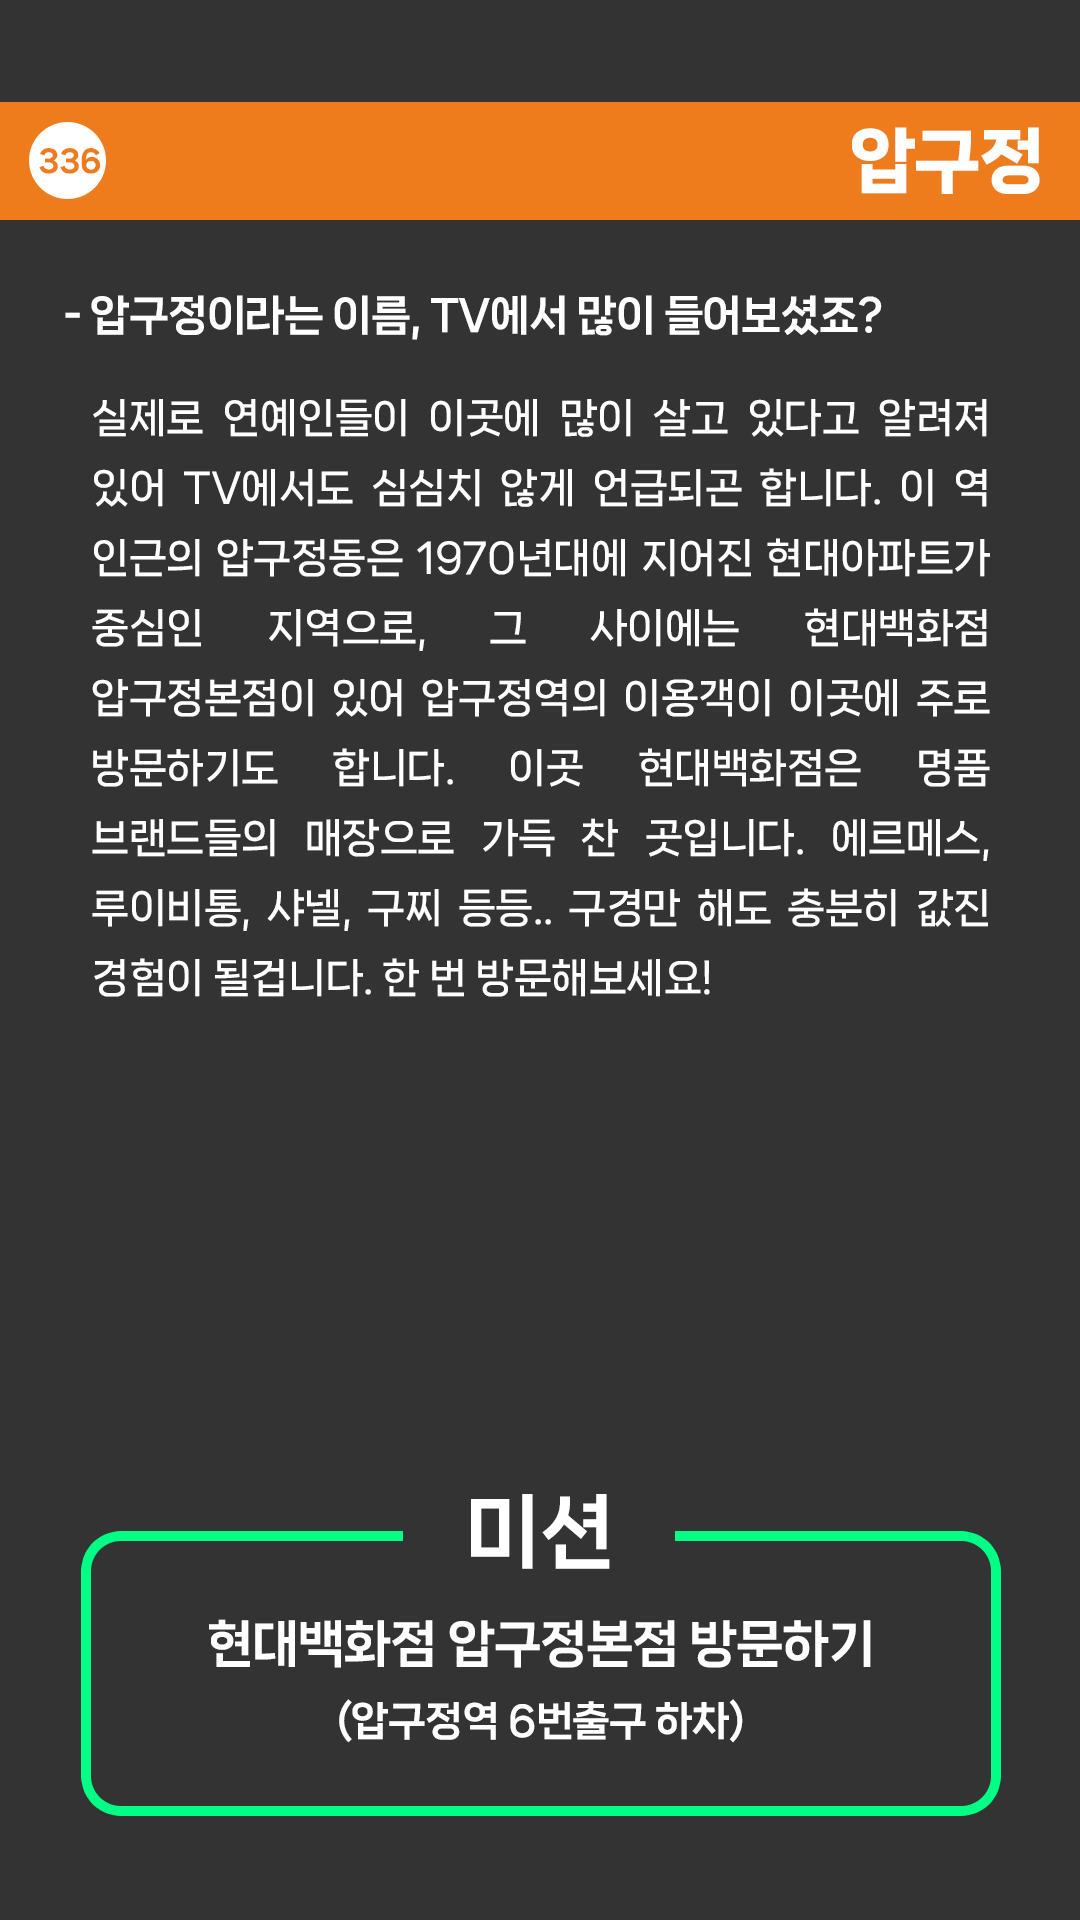 336
압구정
- 압구정이라는 이름, TV에서 많이 들어보셨죠?
실제로 연예인들이 이곳에 많이 살고 있다고 알려져
있어 TV에서도 심심치 않게 언급되곤 합니다. 이 역
인근의 압구정동은 1970년대에 지어진 현대아파트가
중심인 지역으로, 그 사이에는 현대백화점
압구정본점이 있어 압구정역의 이용객이 이곳에 주로
방문하기도 합니다. 이곳 현대백화점은 명품
브랜드들의 매장으로 가득 찬 곳입니다. 에르메스,
루이비통, 샤넬, 구찌 등등.. 구경만 해도 충분히 값진
경험이 될겁니다. 한 번 방문해보세요!
미션
현대백화점 압구정본점 방문하기
(압구정역 6번출구 하차)